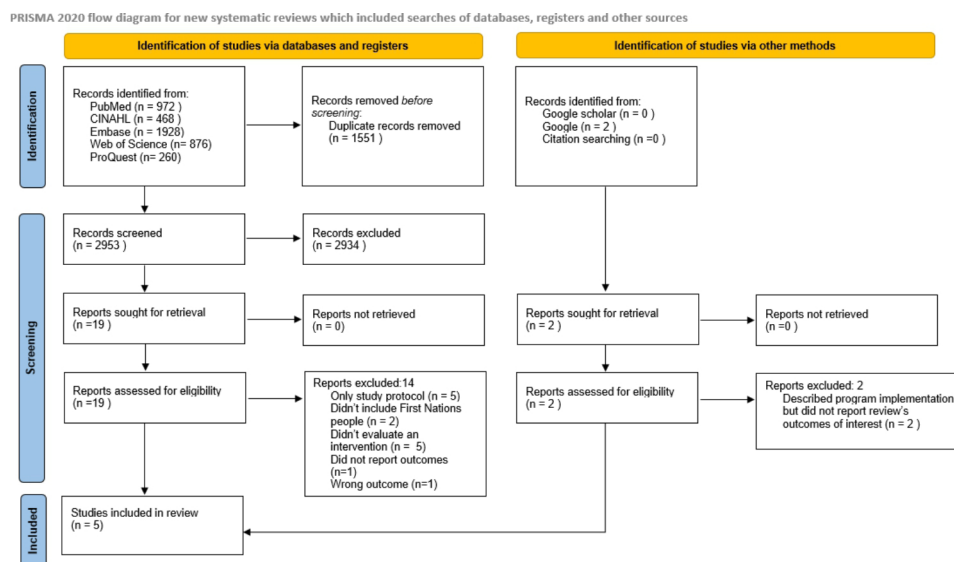 PRISMA 2020 flow diagram for new systematic reviews which included searches of databases, registers and other sources
Identification of studies via databases and registers
Identification of studies via other methods
Identification
Records identified from:
PubMed (n = 972 )
CINAHL (n = 468 )
Embase (n = 1928)
Web of Science (n= 876)
ProQuest (n= 260)
Records removed before
screening:
Duplicate records removed
(n = 1551 )
Records identified from:
Google scholar (n = 0 )
Google (n = 2 )
Citation searching (n =0 )
Screening
Records screened
(n = 2953 )
Records excluded
(n = 2934 )
Reports sought for retrieval
(n =19 )
Reports not retrieved
(n = 0)
Reports sought for retrieval
(n = 2 )
Reports not retrieved
(n =0 )
Reports assessed for eligibility
(n =19 )
Reports excluded:14
Only study protocol (n = 5)
Didn't include First Nations
people (n = 2)
Didn't evaluate an
intervention (n = 5)
Did not report outcomes
(n=1)
Wrong outcome (n=1)
Reports assessed for eligibility
(n = 2 )
Reports excluded: 2
Described program implementation
but did not report review's
outcomes of interest (n = 2 )
Included
Studies included in review
(n = 5)